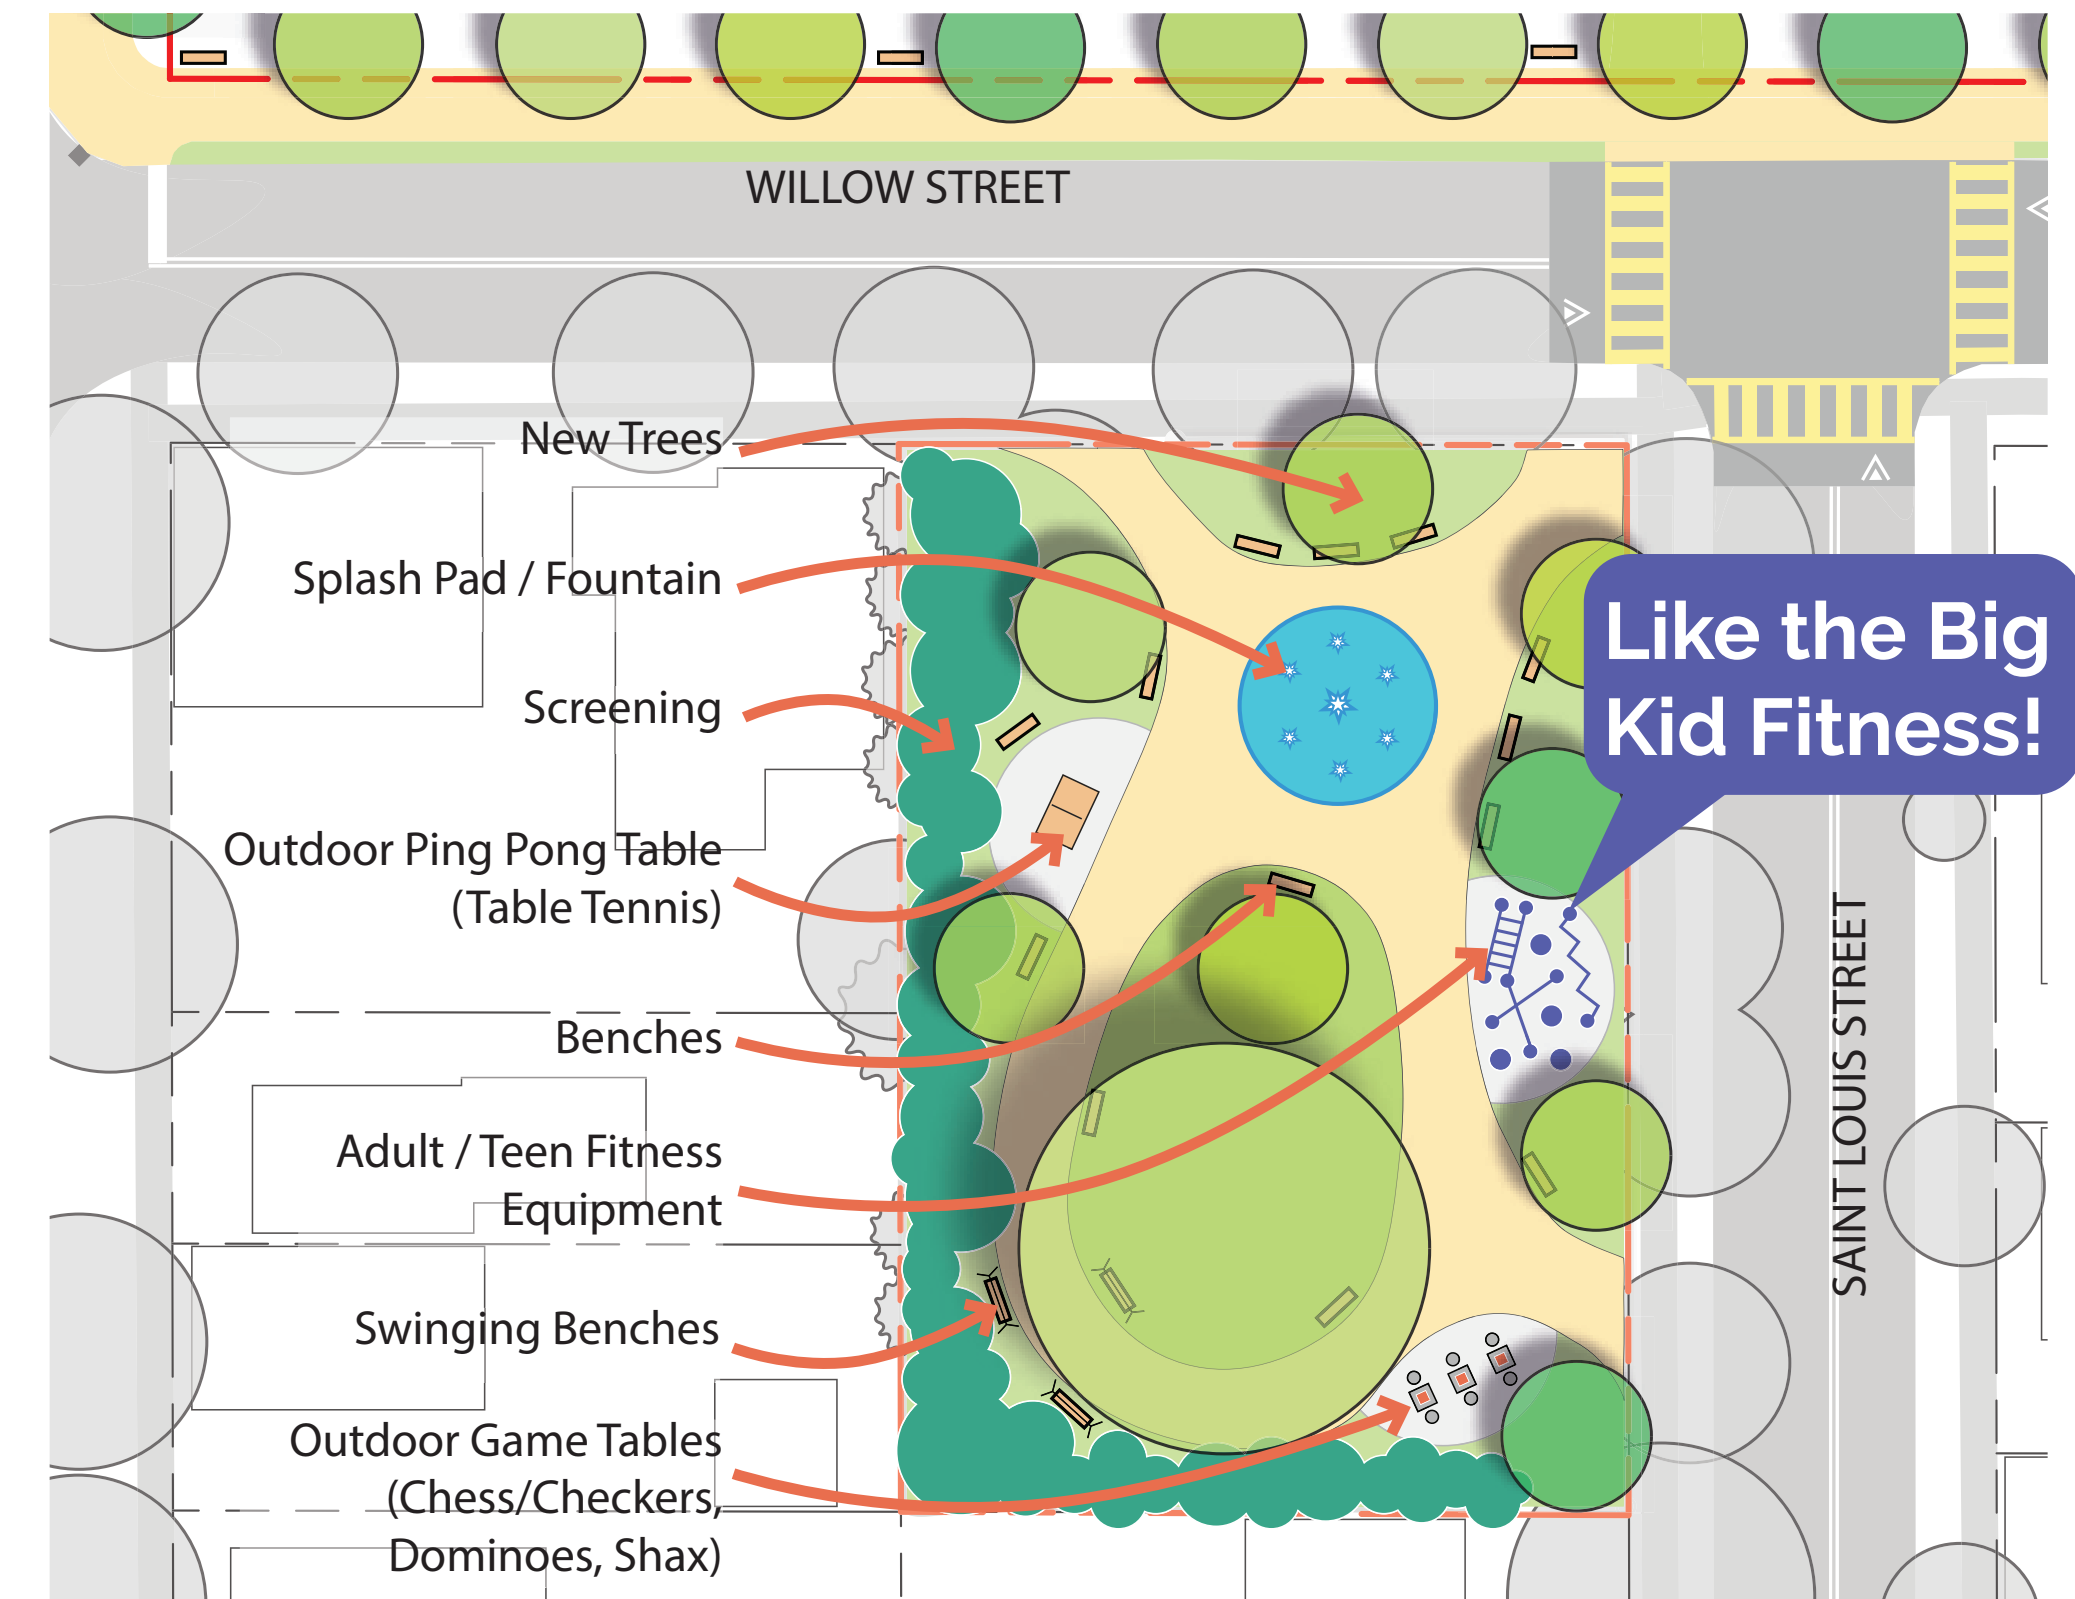 WILLOW STREET
New Trees
Splash Pad / Fountain
Like the Big
Kid Fitness!
Screening
Outdoor Ping Pong Table
(Table Tennis)
Benches
Adult / Teen Fitness
Equipment
SAINT LOUIS STREET
Swinging Benches
Outdoor Game Tables
(Chess/Checkers,
Dominoes, Shax)